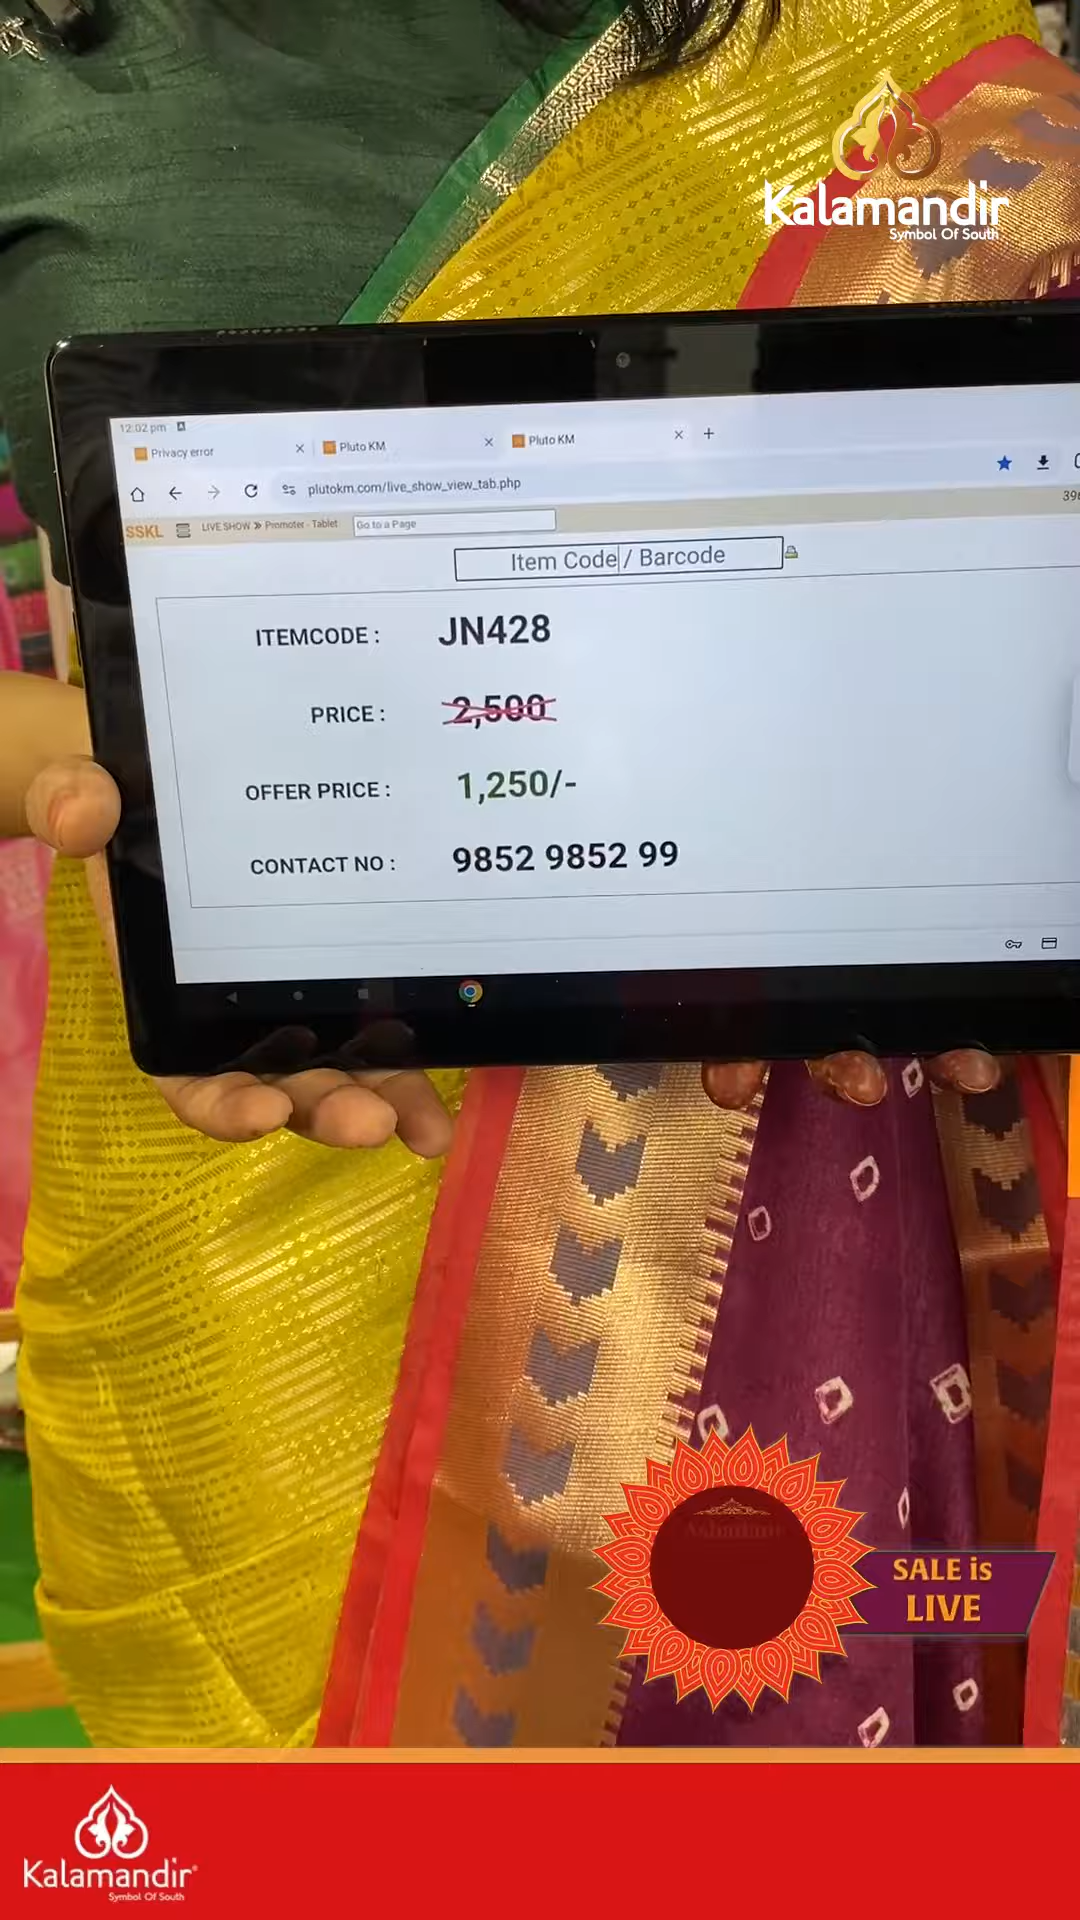 Kalamandir
Symbol Of South
12:02 pm
Privacy error
Pluto KM
Pluto KM
plutokm.com/live_show_view_tab.php
396
SSKL
LIVE SHOW » Promoter - Tablet
Go to a Page
Item Code / Barcode
ITEMCODE : JN428
PRICE : 2,500
OFFER PRICE : 1,250/-
CONTACT NO : 9852 9852 99
SALE is
LIVE
Kalamandir
Symbol Of South